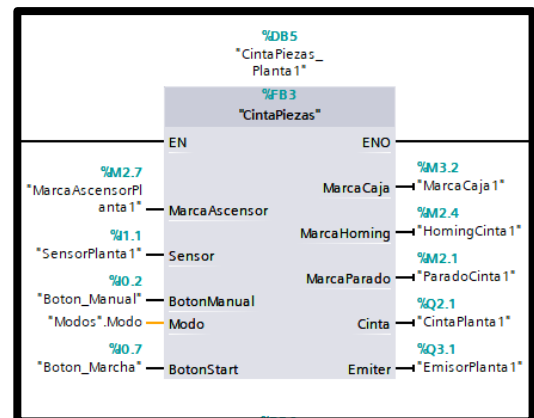 %DB5
"CintaPiezas_
Planta1"
%FB3
"CintaPiezas"
EN
ENO
%M2.7
"MarcaAscensorPl
anta1"
MarcaAscensor
%I1.1
"SensorPlanta1"
Sensor
%I0.2
"Boton_Manual"
BotonManual
"Modos".Modo
Modo
%I0.7
"Boton_Marcha"
BotonStart
MarcaCaja
%M3.2
"MarcaCaja1"
MarcaHoming
%M2.4
"HomingCinta1"
MarcaParado
%M2.1
"ParadoCinta1"
Cinta
%Q2.1
"CintaPlanta1"
Emiter
%Q3.1
"EmisorPlanta1"